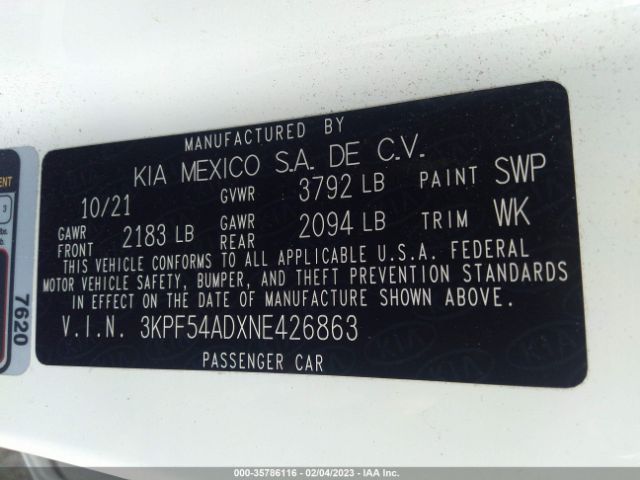 MANUFACTURED BY
KIA MEXICO S.A. DE C.V.
10/21 GVWR 3792 LB PAINT SWP
GAWR FRONT 2183 LB GAWR REAR 2094 LB TRIM WK
THIS VEHICLE CONFORMS TO ALL APPLICABLE U.S.A. FEDERAL
MOTOR VEHICLE SAFETY, BUMPER, AND THEFT PREVENTION STANDARDS
IN EFFECT ON THE DATE OF MANUFACTURE SHOWN ABOVE.
V.I.N. 3KPF54ADXNE426863
PASSENGER CAR
3
7620
000-35786116 | 02/04/2023 | IAA Inc.